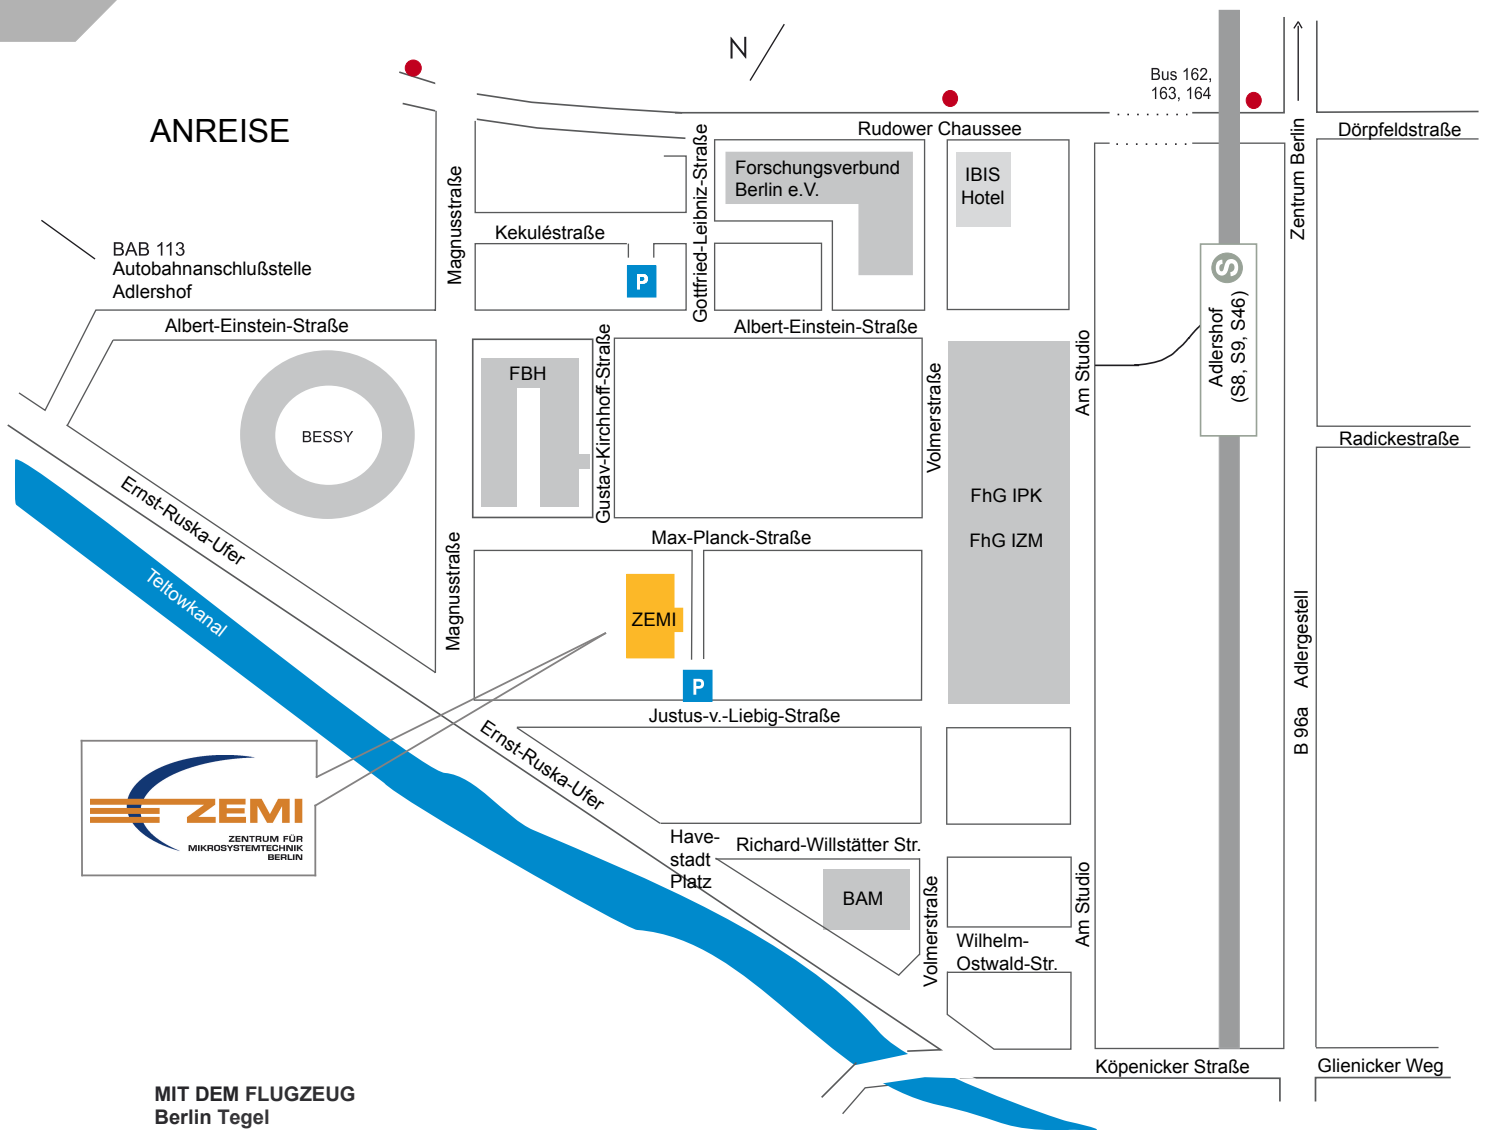 N
Bus 162,
163, 164
ANREISE
Rudower Chaussee
Dörpfeldstraße
Zentrum Berlin
Magnusstraße
Gottfried-Leibniz-Straße
Forschungsverbund
Berlin e.V.
IBIS
Hotel
Kekuléstraße
BAB 113
Autobahnanschlußstelle
Adlershof
P
S
Adlershof
(S8, S9, S46)
Albert-Einstein-Straße
Albert-Einstein-Straße
FBH
Gustav-Kirchhoff-Straße
Volmerstraße
Am Studio
BESSY
Radickestraße
Ernst-Ruska-Ufer
FhG IPK
FhG IZM
Max-Planck-Straße
Teltowkanal
Magnusstraße
ZEMI
B 96a Adlergestell
P
Justus-v.-Liebig-Straße
Ernst-Ruska-Ufer
ZEMI
ZENTRUM FÜR
MIKROSYSTEMTECHNIK
BERLIN
Have-
stadt
Platz
Richard-Willstätter Str.
BAM
Volmerstraße
Am Studio
Wilhelm-
Ostwald-Str.
Köpenicker Straße
Glienicker Weg
MIT DEM FLUGZEUG
Berlin Tegel